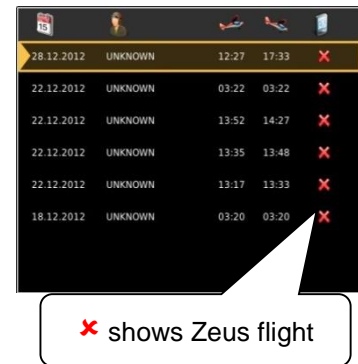 15
28.12.2012 UNKNOWN 12:27 17:33 ✘
22.12.2012 UNKNOWN 03:22 03:22 ✘
22.12.2012 UNKNOWN 13:52 14:27 ✘
22.12.2012 UNKNOWN 13:35 13:48 ✘
22.12.2012 UNKNOWN 13:17 13:33 ✘
18.12.2012 UNKNOWN 03:20 03:20 ✘
✘ shows Zeus flight